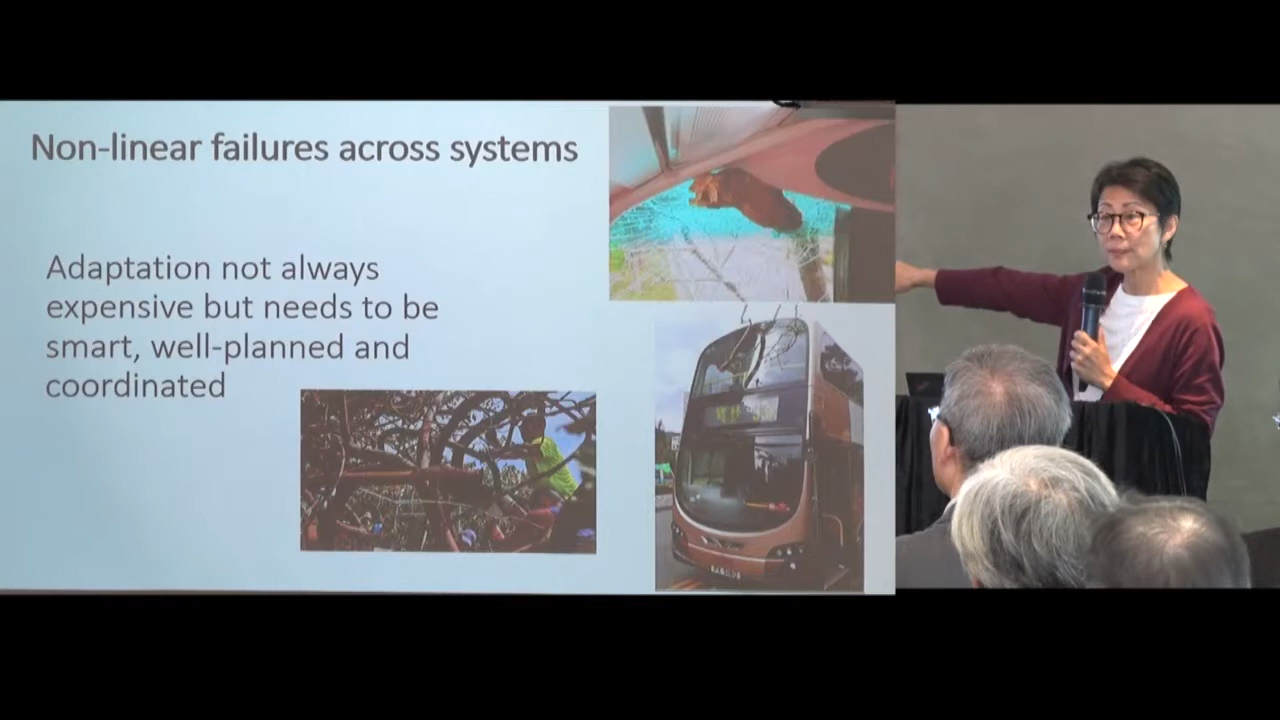 Non-linear failures across systems
Adaptation not always
expensive but needs to be
smart, well-planned and
coordinated